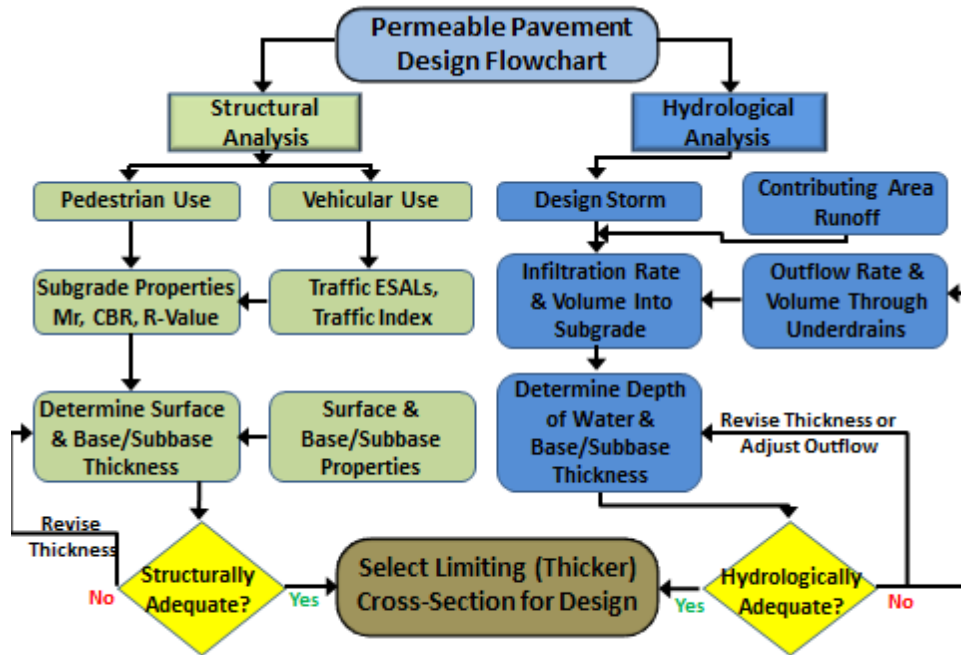 Permeable Pavement
Design Flowchart
Structural
Analysis
Hydrological
Analysis
Pedestrian Use
Vehicular Use
Design Storm
Contributing Area
Runoff
Subgrade Properties
Mr, CBR, R-Value
Traffic ESALs,
Traffic Index
Infiltration Rate
& Volume Into
Subgrade
Outflow Rate &
Volume Through
Underdrains
Determine Surface
& Base/Subbase
Thickness
Surface &
Base/Subbase
Properties
Determine Depth
of Water &
Base/Subbase
Thickness
Revise Thickness or
Adjust Outflow
Revise
Thickness
Structurally
Adequate?
No
Yes
Select Limiting (Thicker)
Cross-Section for Design
Hydrologically
Adequate?
Yes
No